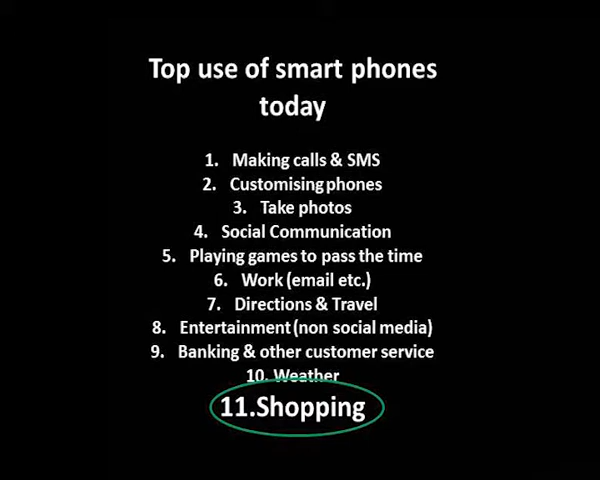 Top use of smart phones
today
1. Making calls & SMS
2. Customising phones
3. Take photos
4. Social Communication
5. Playing games to pass the time
6. Work (email etc.)
7. Directions & Travel
8. Entertainment (non social media)
9. Banking & other customer service
10. Weather
11.Shopping